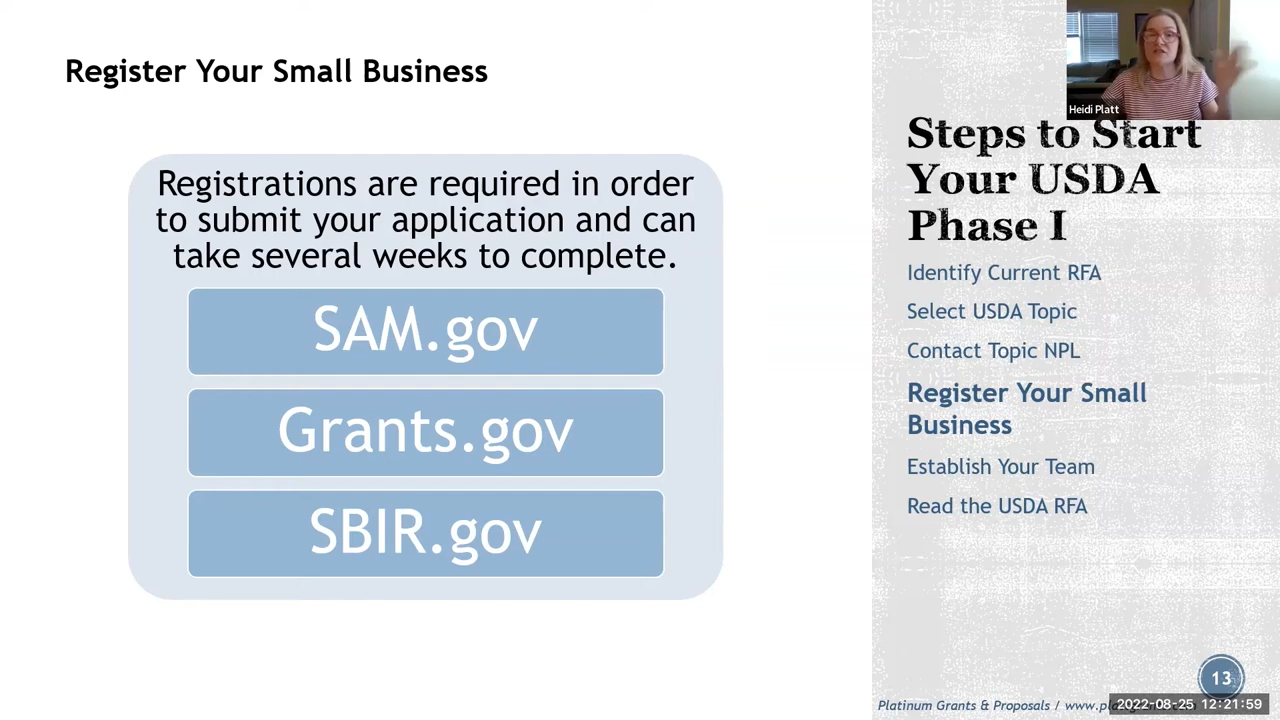 Register Your Small Business
Registrations are required in order
to submit your application and can
take several weeks to complete.
SAM.gov
Grants.gov
SBIR.gov
Heidi Platt
Steps to Start
Your USDA
Phase I
Identify Current RFA
Select USDA Topic
Contact Topic NPL
Register Your Small
Business
Establish Your Team
Read the USDA RFA
13
Platinum Grants & Proposals /
2022-08-25 12:21:59